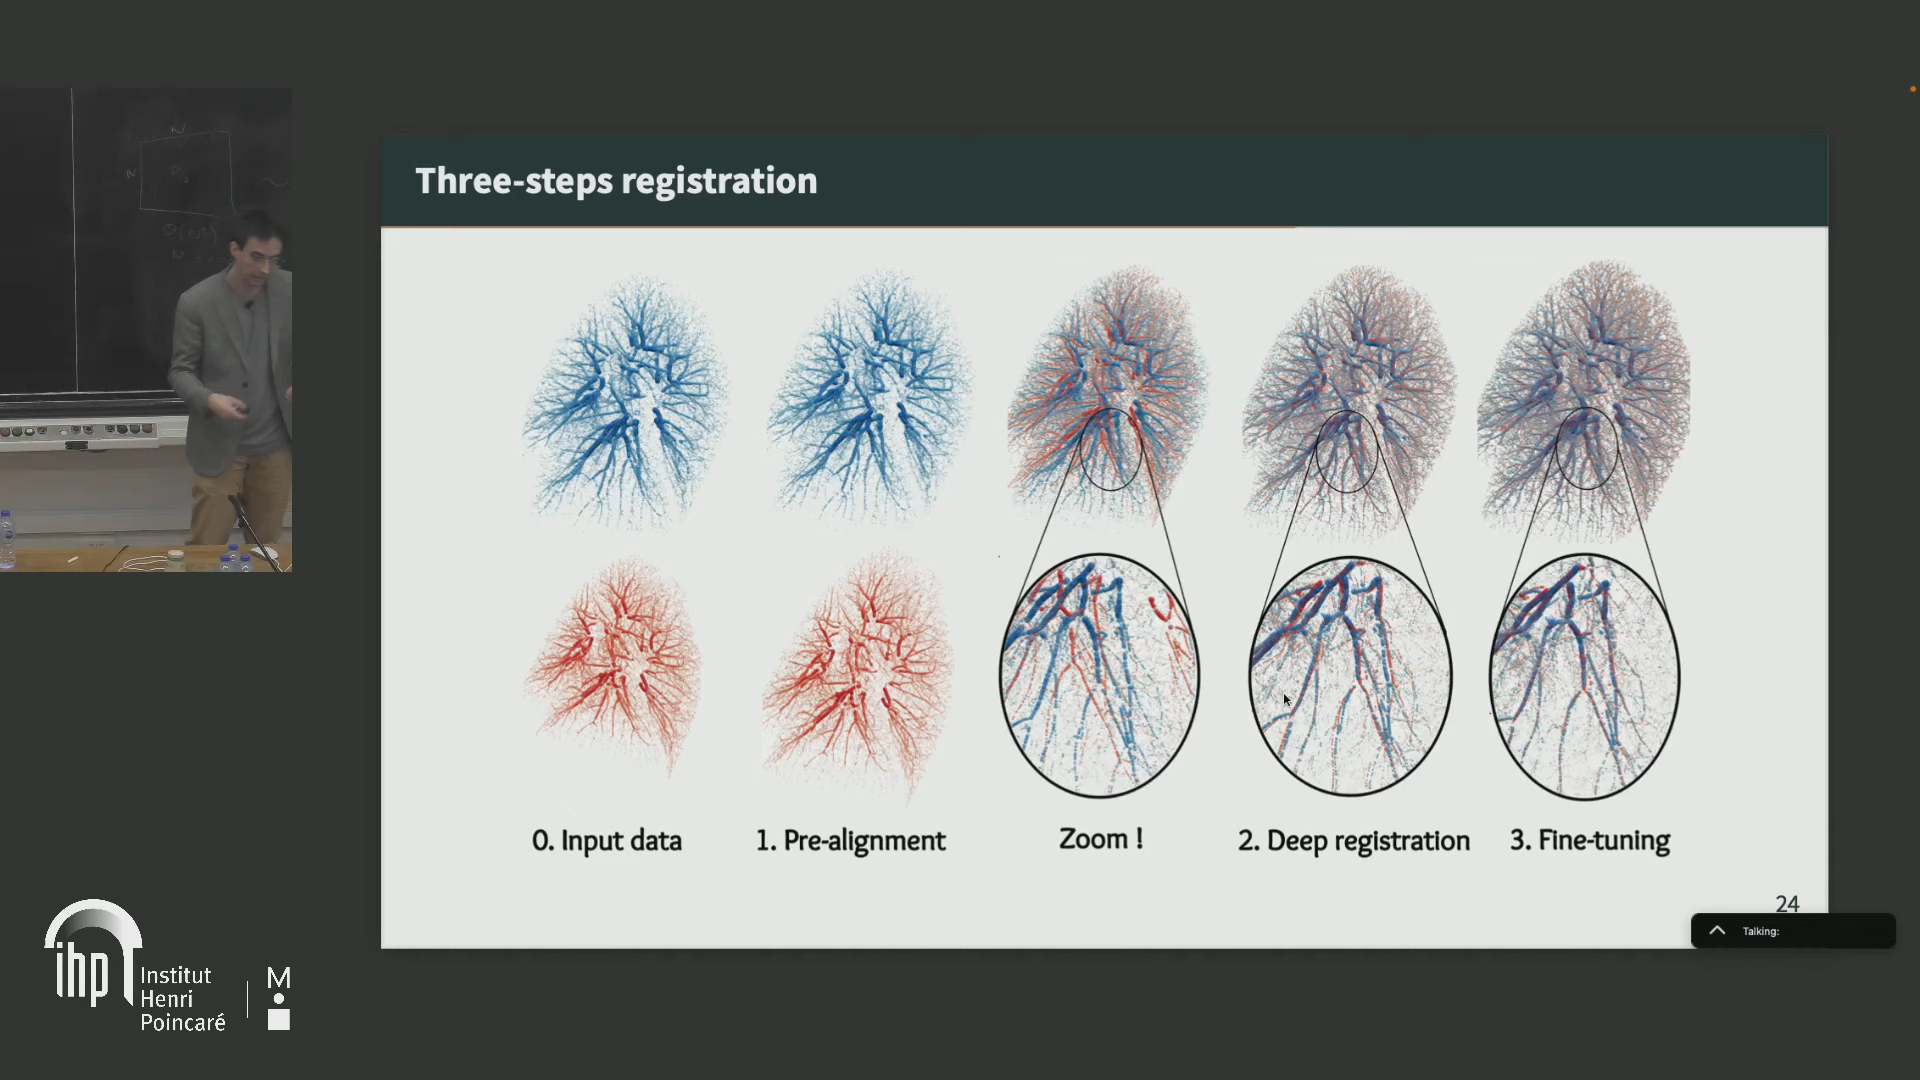 Three-steps registration
0. Input data
1. Pre-alignment
Zoom !
2. Deep registration
3. Fine-tuning
24
Talking:
ihp
Institut
Henri
Poincaré
M
N
N